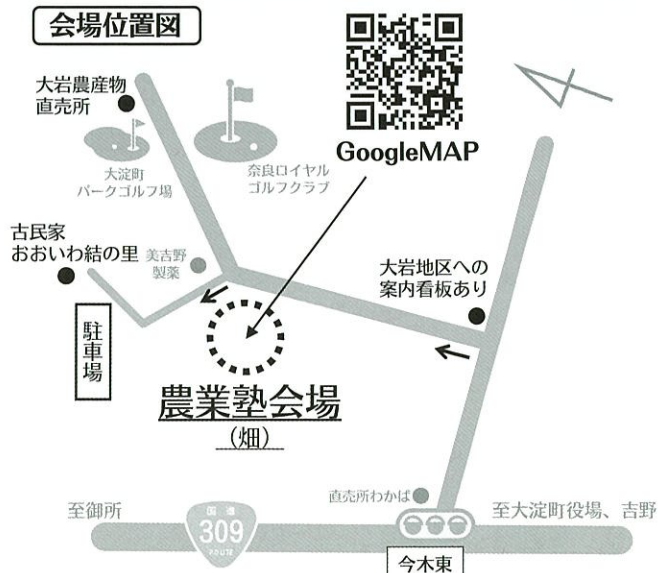 会場位置図
大岩農産物
直売所
大淀町
パークゴルフ場
奈良ロイヤル
ゴルフクラブ
GoogleMAP
古民家
おおいわ結の里
美吉野
製薬
大岩地区への
案内看板あり
駐車場
農業塾会場
（畑）
直売所わかば
至御所
国道
309
ROUTE
至大淀町役場、吉野
今木東